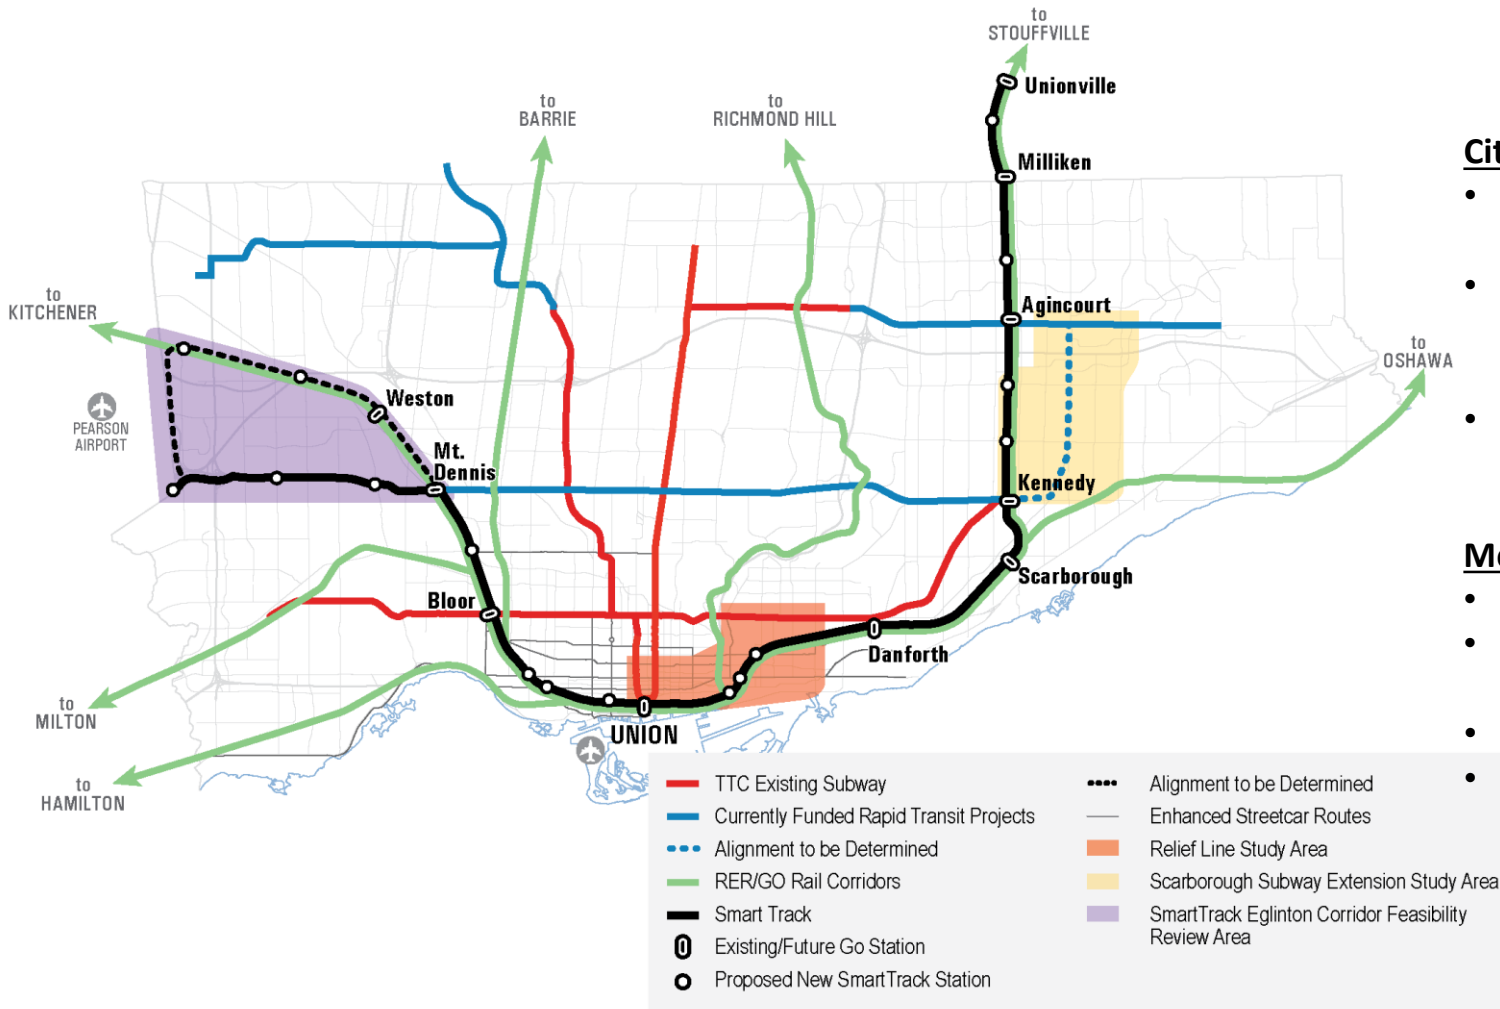 to
STOUFFVILLE
Unionville
to
BARRIE
to
RICHMOND HILL
Milliken
to
KITCHENER
Agincourt
to
OSHAWA
PEARSON
AIRPORT
Weston
Mt.
Dennis
Kennedy
Scarborough
Bloor
Danforth
to
MILTON
UNION
to
HAMILTON
TTC Existing Subway
Currently Funded Rapid Transit Projects
Alignment to be Determined
RER/GO Rail Corridors
Smart Track
Existing/Future Go Station
Proposed New SmartTrack Station
Alignment to be Determined
Enhanced Streetcar Routes
Relief Line Study Area
Scarborough Subway Extension Study Area
SmartTrack Eglinton Corridor Feasibility
Review Area